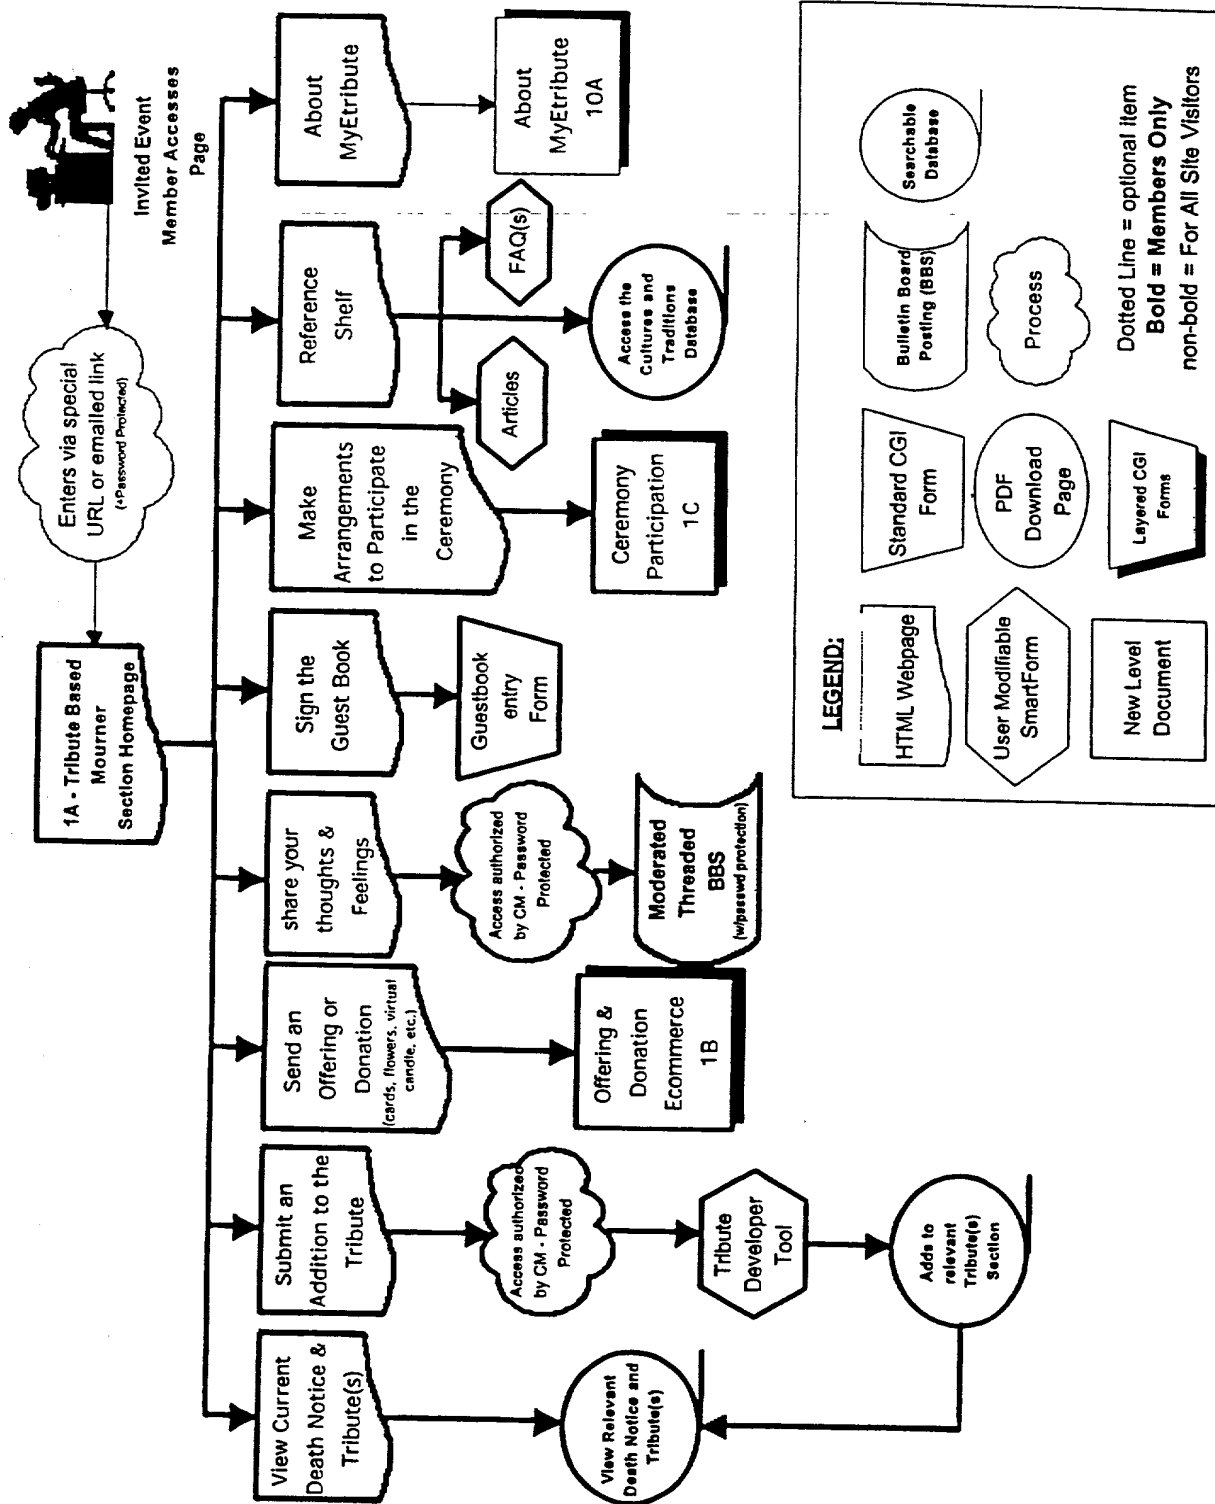 Invited Event
Member Accesses
Page
Enters via special
URL or emailed link
(+Password Protected)
1A - Tribute Based
Mourner
Section Homepage
View Current
Death Notice &
Tribute(s)
View Relevant
Death Notice and
Tribute(s)
Submit an
Addition to the
Tribute
Access authorized
by CM - Password
Protected
Tribute
Developer
Tool
Adds to
relevant
Tribute(s)
Section
Send an
Offering or
Donation
(cards, flowers, virtual
candle, etc.)
Offering &
Donation
Ecommerce
1B
share your
thoughts &
Feelings
Access authorized
by CM - Password
Protected
Moderated
Threaded
BBS
(w/passwd protection)
Sign the
Guest Book
Guestbook
entry
Form
Make
Arrangements
to Participate
in the
Ceremony
Ceremony
Participation
1C
Reference
Shelf
Articles
FAQ(s)
Access the
Cultures and
Traditions
Database
About
MyEtribute
About
MyEtribute
10A
LEGEND:
HTML Webpage
Standard CGI
Form
Bulletin Board
Posting (BBS)
Searchable
Database
User Modifiable
SmartForm
PDF
Download
Page
Process
New Level
Document
Layered CGI
Forms
Dotted Line = optional item
Bold = Members Only
non-bold = For All Site Visitors